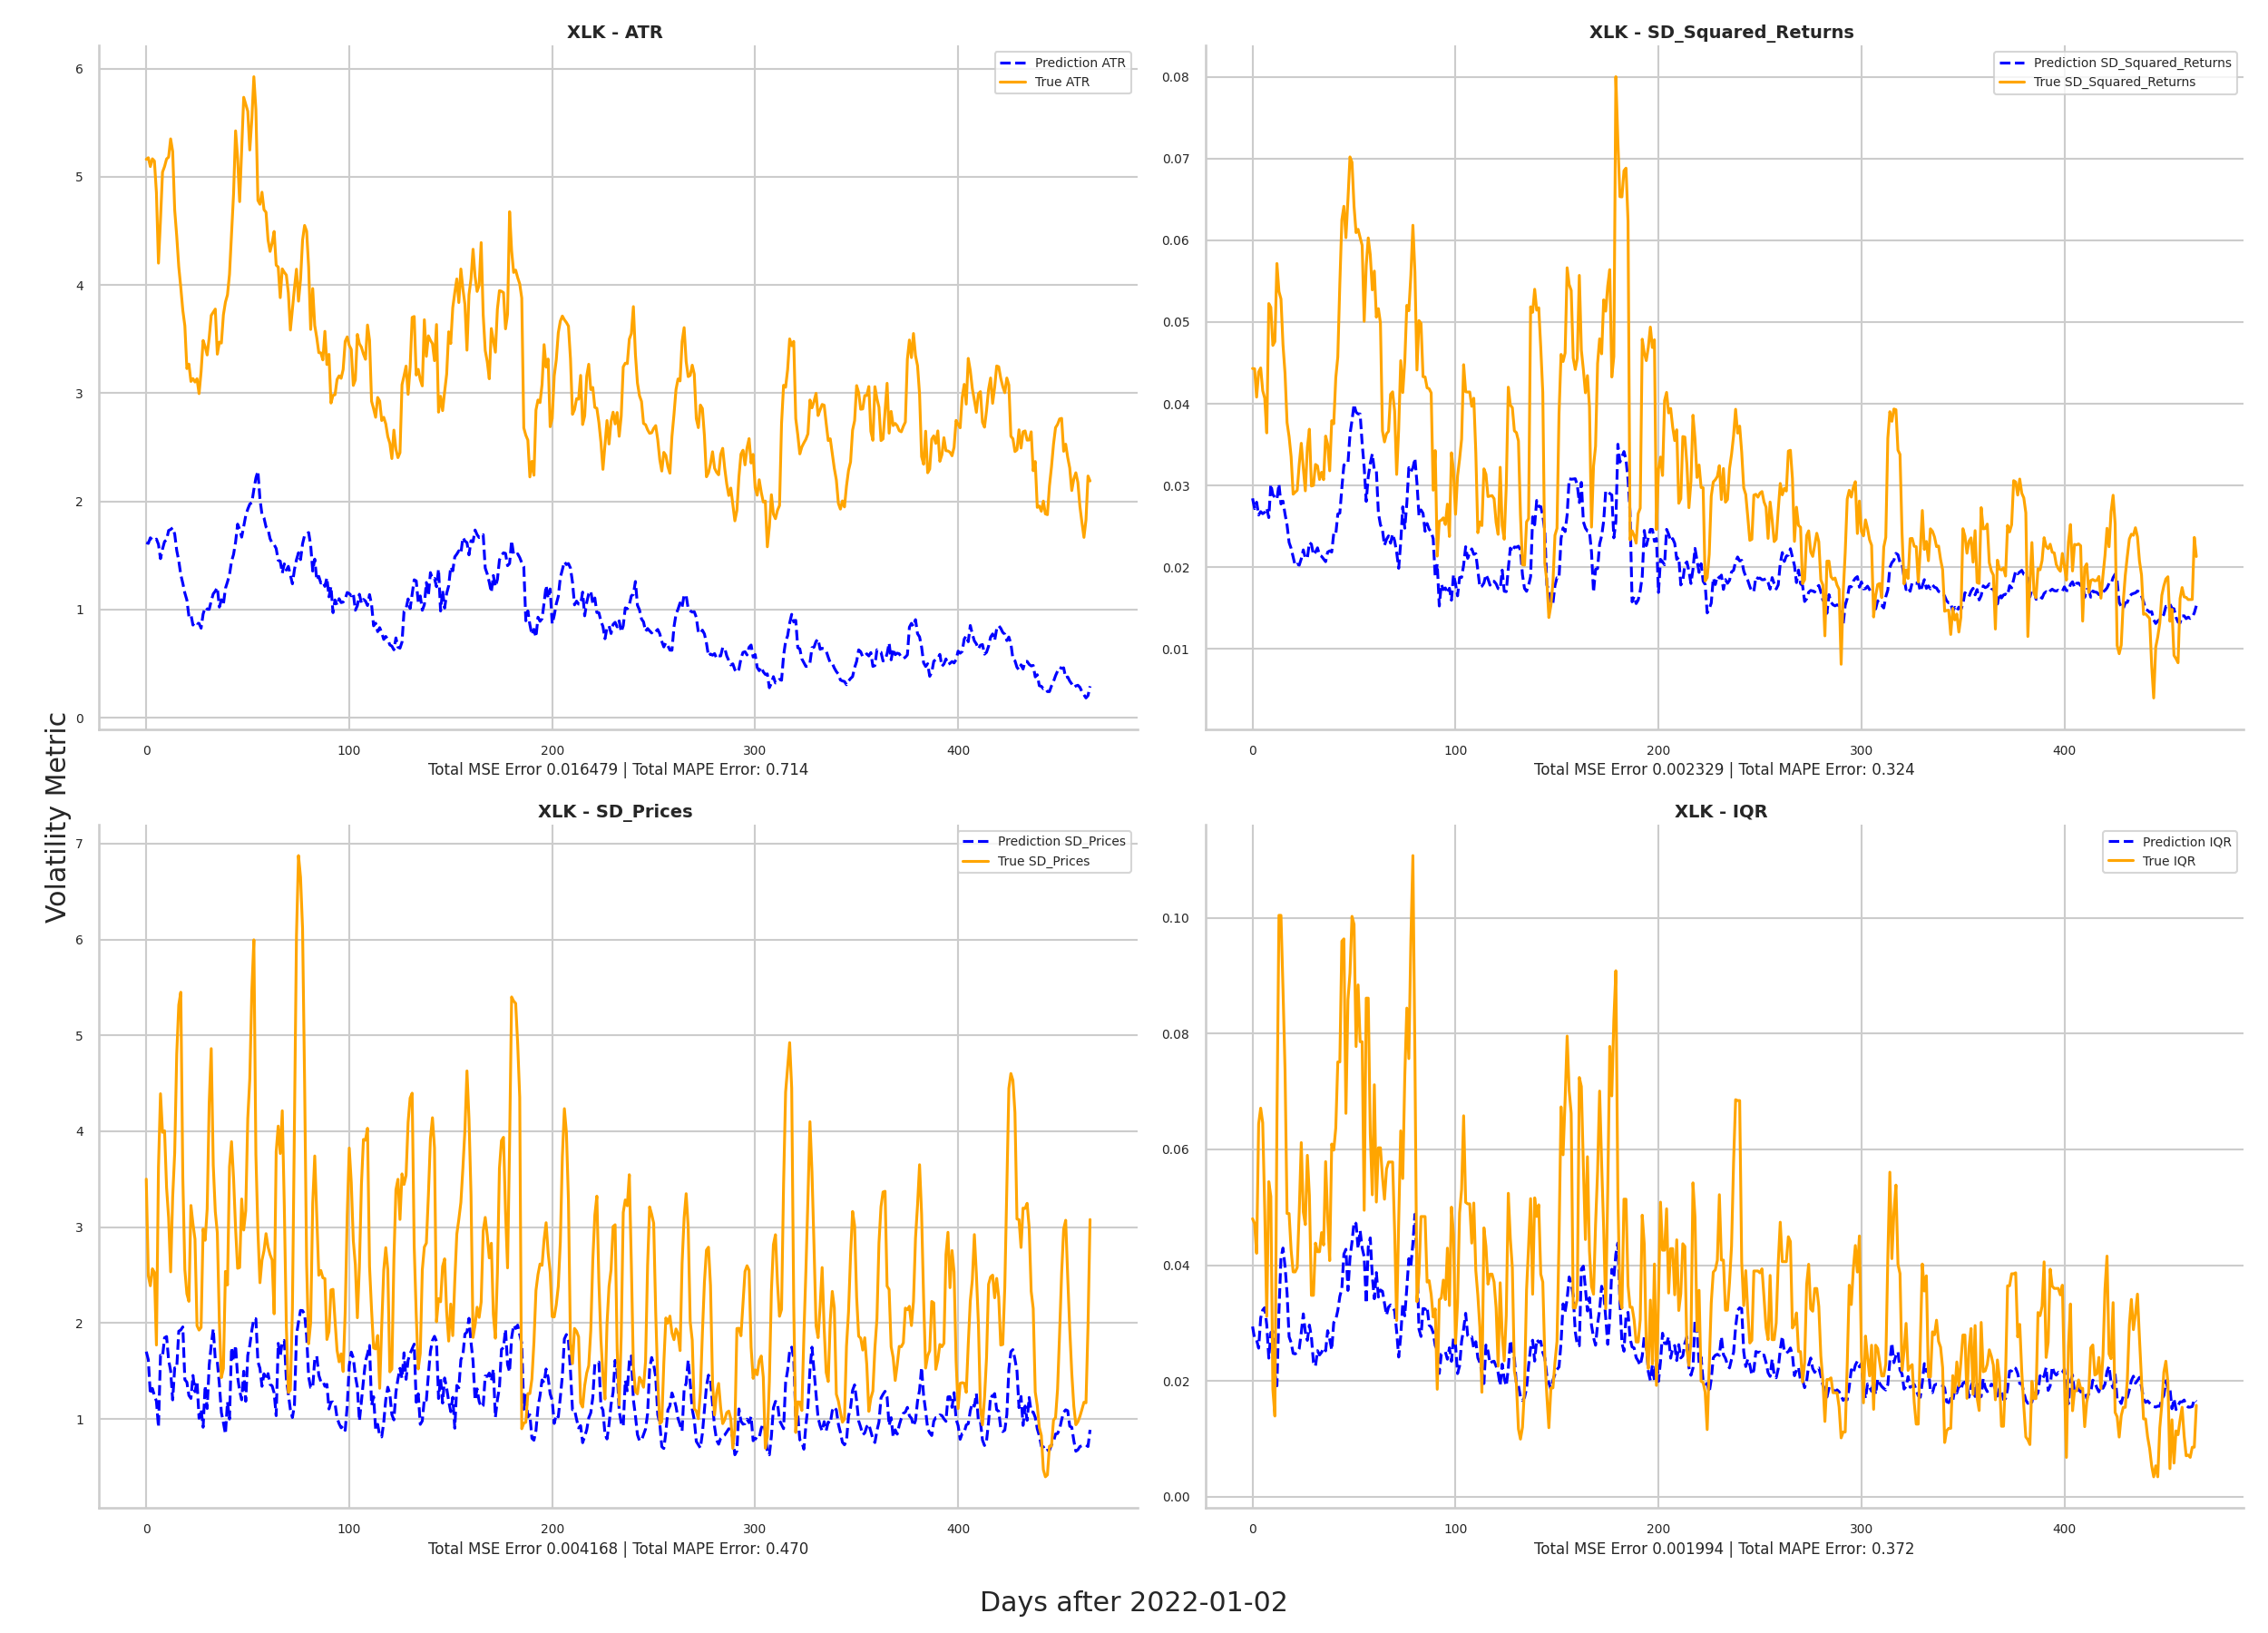 XLK - ATR
Prediction ATR
True ATR
6
5
4
3
2
1
0
0 100 200 300 400
Total MSE Error 0.016479 | Total MAPE Error: 0.714
XLK - SD_Squared_Returns
Prediction SD_Squared_Returns
True SD_Squared_Returns
0.08
0.07
0.06
0.05
0.04
0.03
0.02
0.01
0 100 200 300 400
Total MSE Error 0.002329 | Total MAPE Error: 0.324
Volatility Metric
XLK - SD_Prices
Prediction SD_Prices
True SD_Prices
7
6
5
4
3
2
1
0 100 200 300 400
Total MSE Error 0.004168 | Total MAPE Error: 0.470
XLK - IQR
Prediction IQR
True IQR
0.10
0.08
0.06
0.04
0.02
0.00
0 100 200 300 400
Total MSE Error 0.001994 | Total MAPE Error: 0.372
Days after 2022-01-02